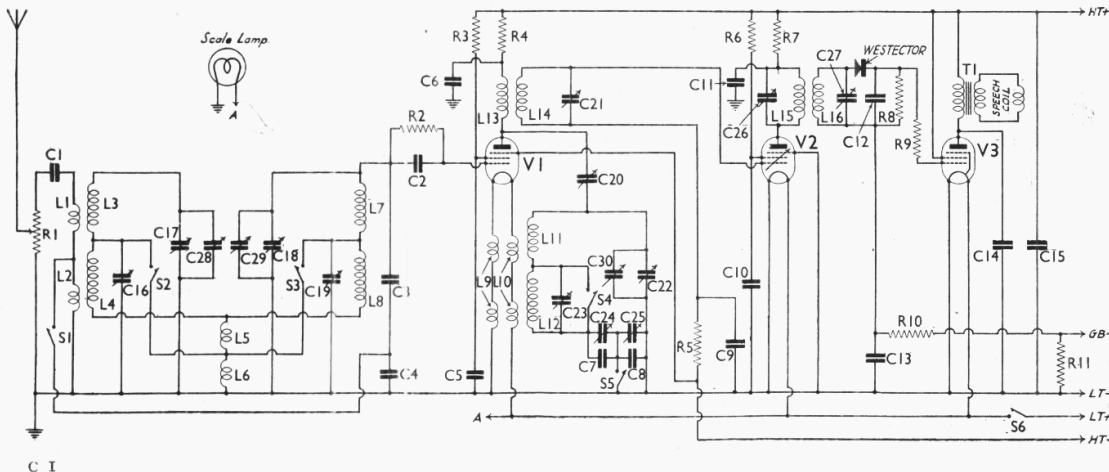 Scale Lamp.
A
HT+
R3
R4
R6
R7
C27
WESTECTOR
C6
C11
T1
SPEECH COIL
L13
L14
C21
C26
L15
L16
C12
R8
R9
R2
C1
C2
V1
V2
V3
L1
L3
L7
C20
R1
C17
C28
C29
C18
L11
C30
C22
C10
C14
C15
L2
L4
C16
S2
S3
C19
L8
C3
L9
L10
L12
C23
S4
C24
C25
S1
L5
R5
C9
R10
GB-
L6
C4
C5
C7
C8
S5
C13
R11
LT-
A
S6
LT+
HT-
C I